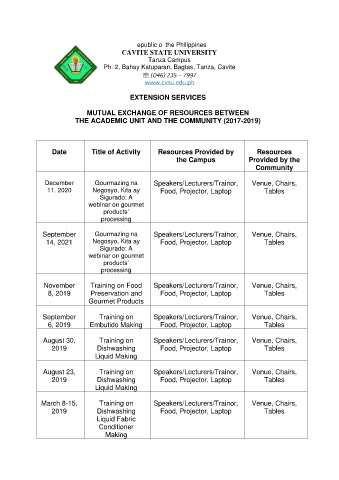 epublic o the Philippines
CAVITE STATE UNIVERSITY
Tanza Campus
Ph. 2, Bahay Katuparan, Bagtas, Tanza, Cavite
☏ (046) 235 – 7997
www.cvsu.edu.ph
EXTENSION SERVICES
MUTUAL EXCHANGE OF RESOURCES BETWEEN
THE ACADEMIC UNIT AND THE COMMUNITY (2017-2019)
Date Title of Activity Resources Provided by the Campus Resources Provided by the Community
December 11, 2020 Gourmazing na Negosyo, Kita ay Sigurado: A webinar on gourmet products' processing Speakers/Lecturers/Trainor, Food, Projector, Laptop Venue, Chairs, Tables
September 14, 2021 Gourmazing na Negosyo, Kita ay Sigurado: A webinar on gourmet products' processing Speakers/Lecturers/Trainor, Food, Projector, Laptop Venue, Chairs, Tables
November 8, 2019 Training on Food Preservation and Gourmet Products Speakers/Lecturers/Trainor, Food, Projector, Laptop Venue, Chairs, Tables
September 6, 2019 Training on Embutido Making Speakers/Lecturers/Trainor, Food, Projector, Laptop Venue, Chairs, Tables
August 30, 2019 Training on Dishwashing Liquid Making Speakers/Lecturers/Trainor, Food, Projector, Laptop Venue, Chairs, Tables
August 23, 2019 Training on Dishwashing Liquid Making Speakers/Lecturers/Trainor, Food, Projector, Laptop Venue, Chairs, Tables
March 8-15, 2019 Training on Dishwashing Liquid Fabric Conditioner Making Speakers/Lecturers/Trainor, Food, Projector, Laptop Venue, Chairs, Tables